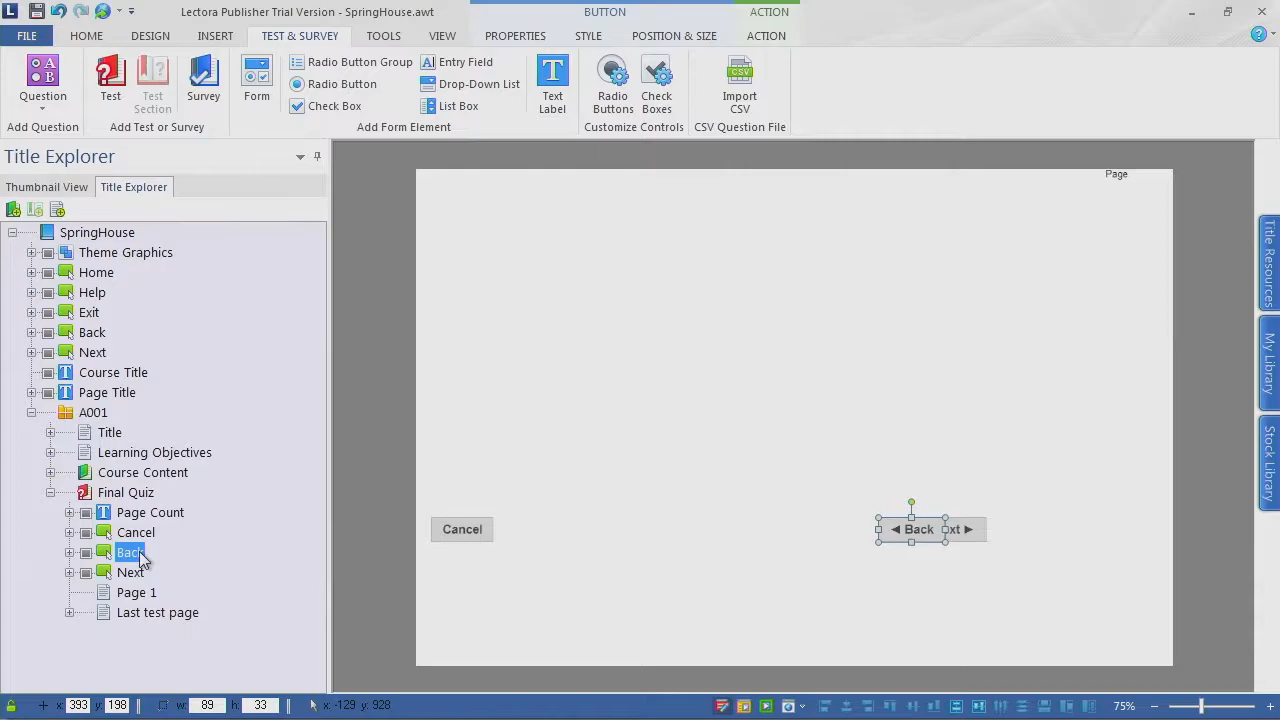 Lectora Publisher Trial Version - SpringHouse.awt
BUTTON
ACTION
FILE
HOME
DESIGN
INSERT
TEST & SURVEY
TOOLS
VIEW
PROPERTIES
STYLE
POSITION & SIZE
ACTION
Question
Test
Test Section
Survey
Form
Radio Button Group
Radio Button
Check Box
Entry Field
Drop-Down List
List Box
Text Label
Radio Buttons
Check Boxes
Import CSV
Add Question
Add Test or Survey
Add Form Element
Customize Controls
CSV Question File
Title Explorer
Thumbnail View
Title Explorer
SpringHouse
Theme Graphics
Home
Help
Exit
Back
Next
Course Title
Page Title
A001
Title
Learning Objectives
Course Content
Final Quiz
Page Count
Cancel
Back
Next
Page 1
Last test page
Page
Cancel
◀ Back
xt ▶
Title Resources
My Library
Stock Library
x: 393 y: 198
w: 89 h: 33
x: -129 y: 928
75%